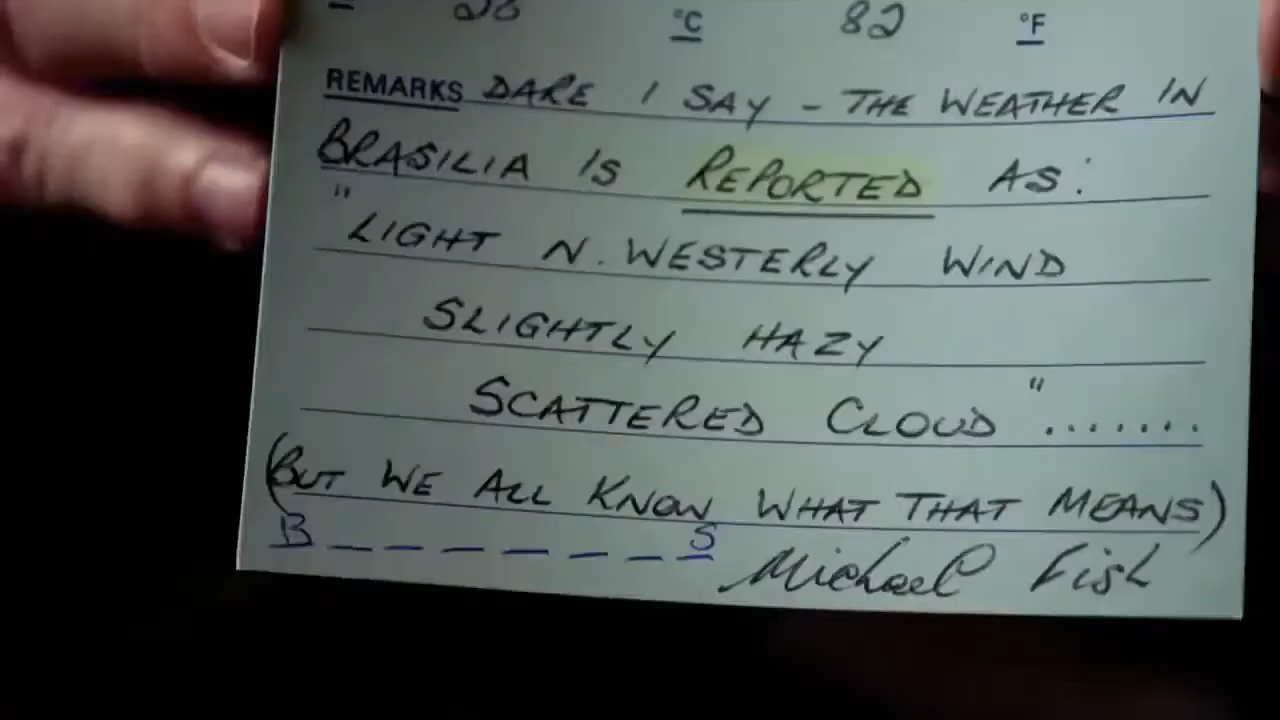 28 °C 82 °F
REMARKS DARE I SAY - THE WEATHER IN
BRASILIA IS REPORTED AS:
"LIGHT N. WESTERLY WIND
SLIGHTLY HAZY
SCATTERED CLOUD".......
(BUT WE ALL KNOW WHAT THAT MEANS)
B _ _ _ _ _ _ S Michael Fish